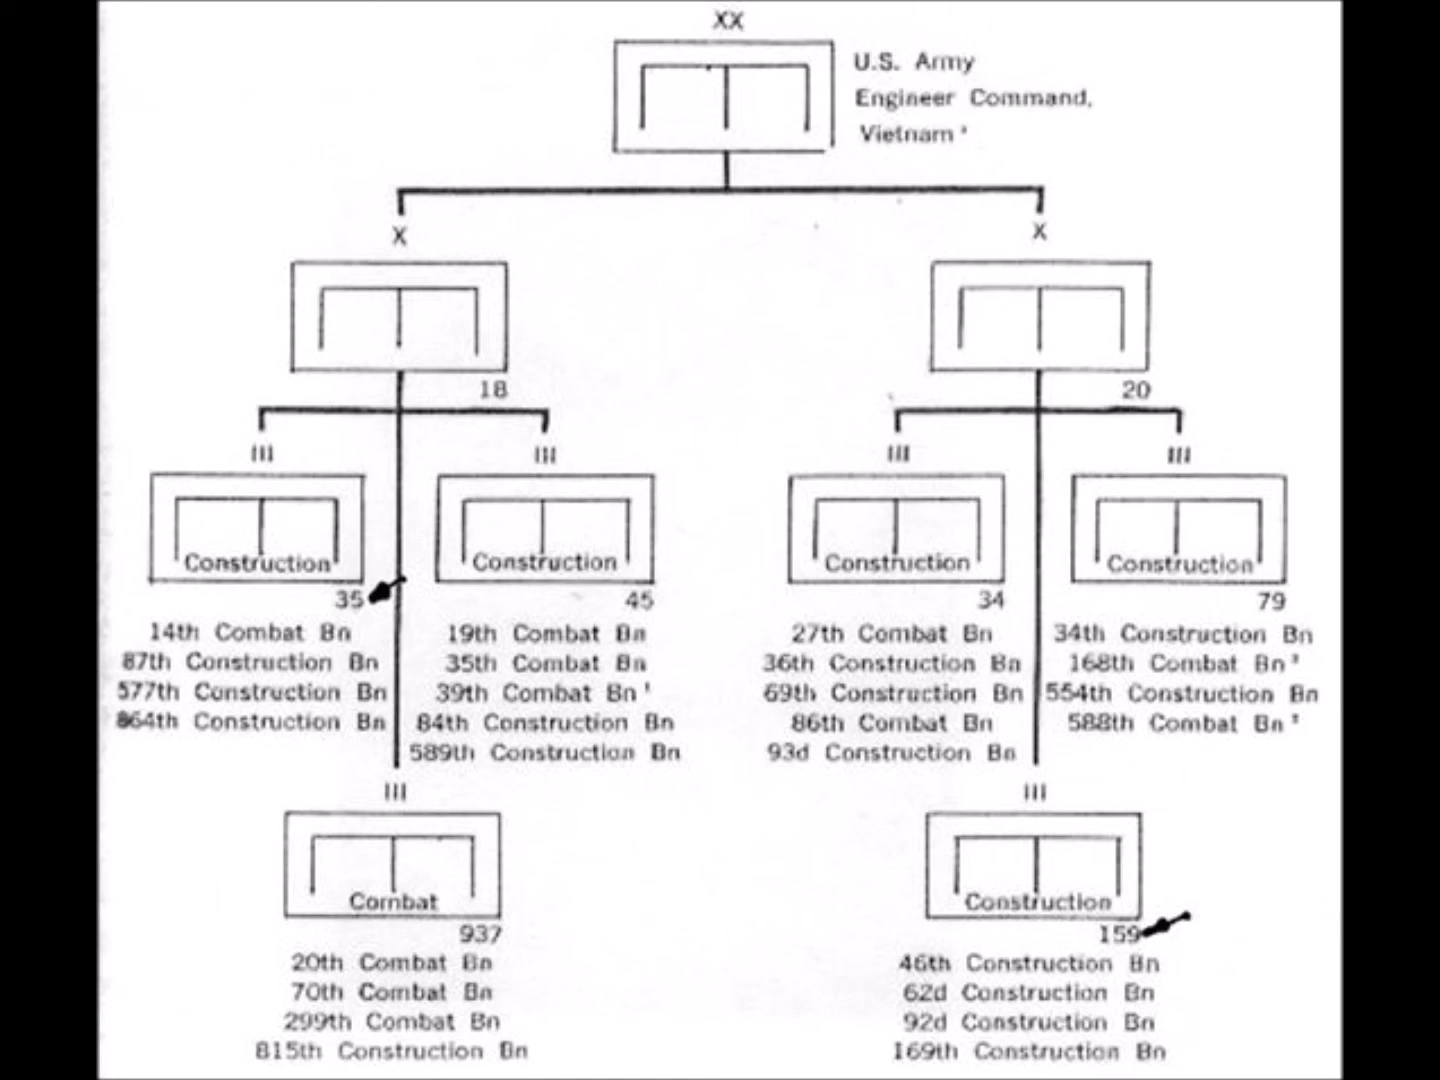 XX
U.S. Army
Engineer Command,
Vietnam ³
X
X
18
20
III
III
III
III
Construction
Construction
Construction
Construction
35
45
34
79
14th Combat Bn
87th Construction Bn
577th Construction Bn
864th Construction Bn
19th Combat Bn
35th Combat Bn
39th Combat Bn ¹
84th Construction Bn
589th Construction Bn
27th Combat Bn
36th Construction Bn
69th Construction Bn
86th Combat Bn
93d Construction Bn
34th Construction Bn
168th Combat Bn ²
554th Construction Bn
588th Combat Bn ²
III
III
Combat
937
20th Combat Bn
70th Combat Bn
299th Combat Bn
815th Construction Bn
Construction
159
46th Construction Bn
62d Construction Bn
92d Construction Bn
169th Construction Bn